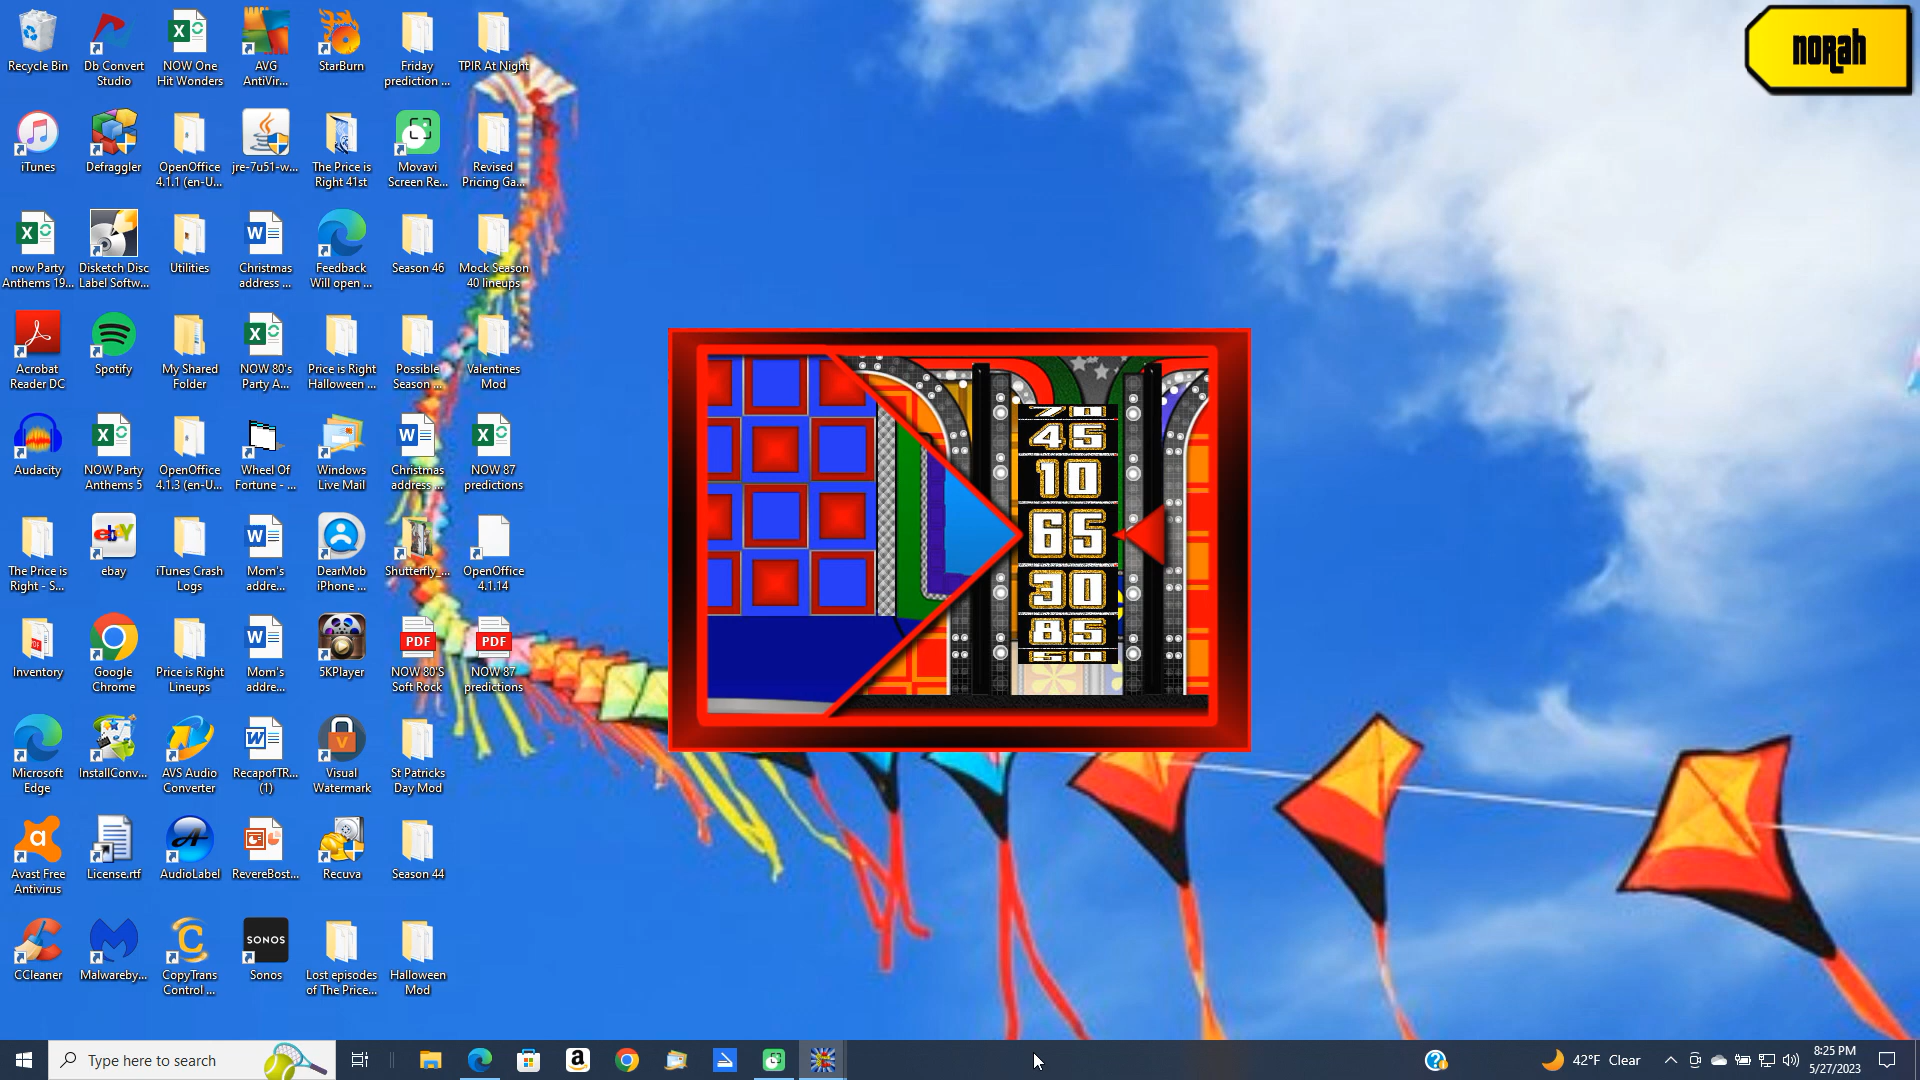 Recycle Bin
Db Convert
Studio
NOW One
Hit Wonders
AVG
AntiVir...
StarBurn
Friday
prediction ...
TPIR At Night
norah
iTunes
Defraggler
OpenOffice
4.1.1 (en-U...
jre-7u51-w...
The Price is
Right 41st
Movavi
Screen Re...
Revised
Pricing Ga...
now Party
Anthems 19...
Disketch Disc
Label Softw...
Utilities
Christmas
address ...
Feedback
Will open ...
Season 46
Mock Season
40 lineups
Acrobat
Reader DC
Spotify
My Shared
Folder
NOW 80's
Party A...
Price is Right
Halloween ...
Possible
Season ...
Valentines
Mod
70
45
10
65
30
85
50
Audacity
NOW Party
Anthems 5
OpenOffice
4.1.3 (en-U...
Wheel Of
Fortune - ...
Windows
Live Mail
Christmas
address ...
NOW 87
predictions
The Price is
Right - S...
ebay
ebay
iTunes Crash
Logs
Mom's
addre...
DearMob
iPhone ...
Shutterfly_...
OpenOffice
4.1.14
Inventory
Google
Chrome
Price is Right
Lineups
Mom's
addre...
5KPlayer
PDF
NOW 80'S
Soft Rock
PDF
NOW 87
predictions
Microsoft
Edge
InstallConv...
AVS Audio
Converter
RecapofTR...
(1)
Visual
Watermark
St Patricks
Day Mod
Avast Free
Antivirus
License.rtf
AudioLabel
RevereBost...
Recuva
Season 44
CCleaner
Malwareby...
CopyTrans
Control ...
SONOS
Sonos
Lost episodes
of The Price...
Halloween
Mod
Type here to search
42°F Clear
8:25 PM
5/27/2023